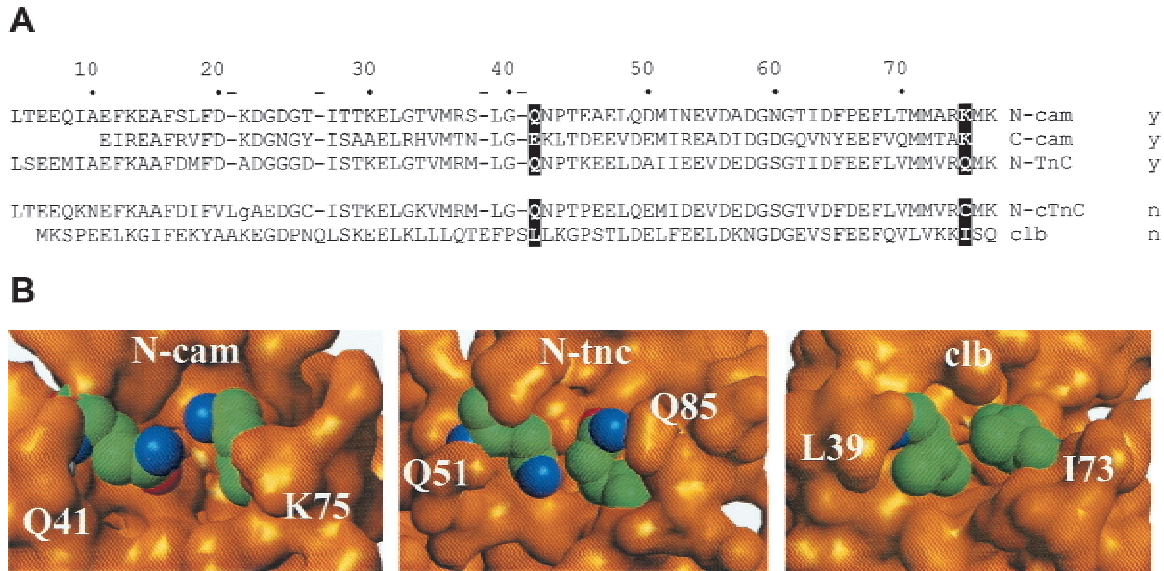 A
10 20 30 40 50 60 70
LTEEQIAEFKEAFSLFD-KDGDGT-ITTKELGTVMRS-LG-QNPTEAELQDMINEVDADGNGTIDFPEFLTMMARKMK N-cam y
EIREAFRVFD-KDGNGY-ISAAELRHVMTN-LG-EKLTDEEVDEMIREADIDGDGQVNYEEFVQMMTAK C-cam y
LSEEMIAEFKAAFDMFD-ADGGGD-ISTKELGTVMRM-LG-QNPTKEELDAIIEEVDEDGSGTIDFEEFLVMMVRQMK N-TnC y
LTEEQKNEFKAAFDIFVLgAEDGC-ISTKELGKVMRM-LG-QNPTPEELQEMIDEVDEDGSGTVDFDEFLVMMVRCMK N-cTnC n
MKSPEELKGIFEKYAAKEGDPNQLSKEELKLLLQTEFPSLLKGPSTLDELFEELDKNGDGEVSFEEFQVLVKKISQ clb n
B
N-cam N-tnc clb
Q41 K75 Q51 Q85 L39 I73